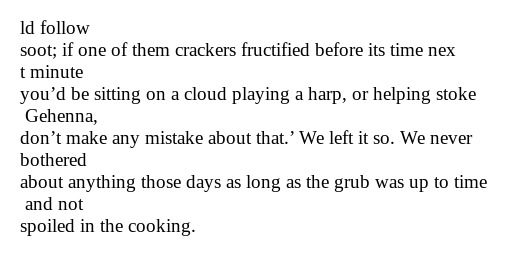 ld follow
soot; if one of them crackers fructified before its time nex
t minute
you’d be sitting on a cloud playing a harp, or helping stoke
Gehenna,
don’t make any mistake about that.’ We left it so. We never
bothered
about anything those days as long as the grub was up to time
and not
spoiled in the cooking.